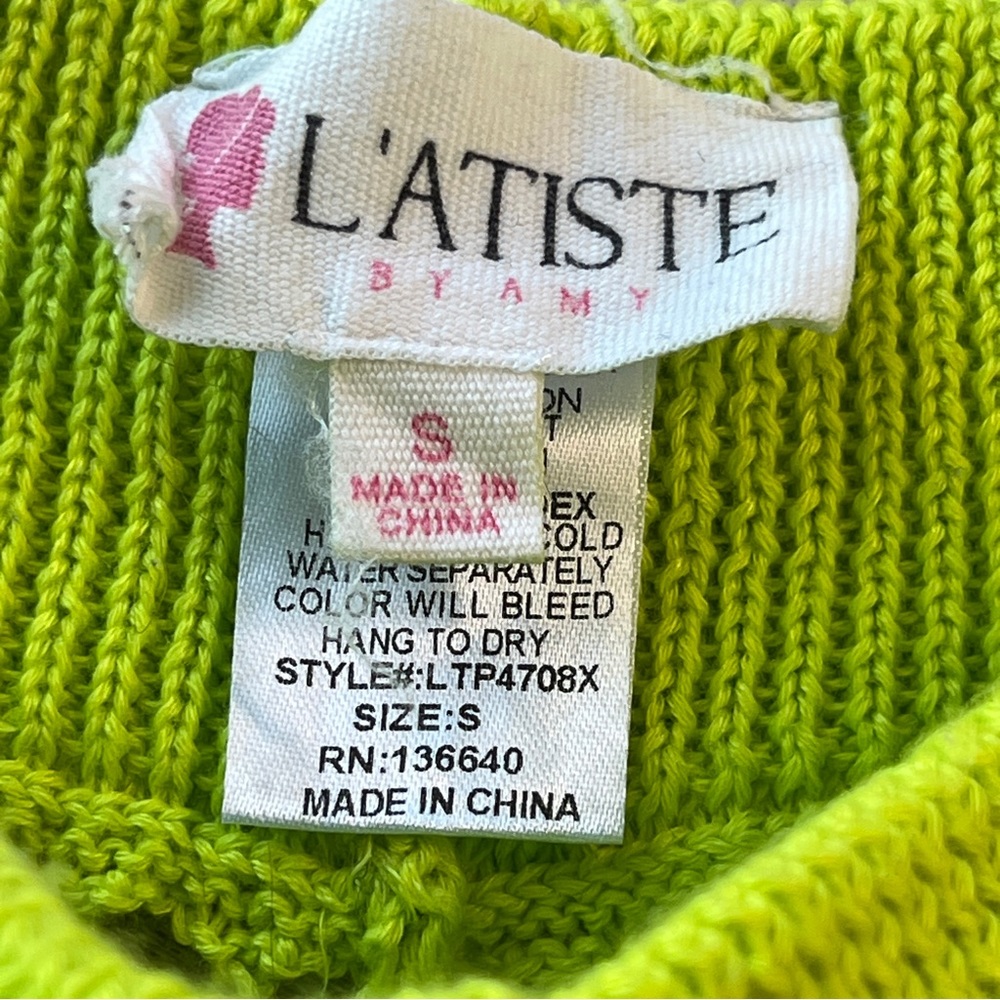 L'ATISTE
BY AMY
S
MADE IN
CHINA
COLD
WATER SEPARATELY
COLOR WILL BLEED
HANG TO DRY
STYLE#:LTP4708X
SIZE:S
RN:136640
MADE IN CHINA